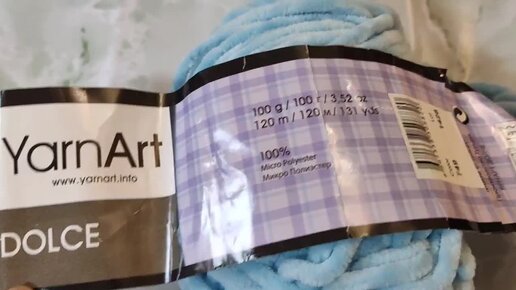 YarnArt
www.yarnart.info
DOLCE
100 g / 100 г / 3,52 oz
120 m / 120 м / 131 yds
100%
Micro Polyester
Микро Полиэстер